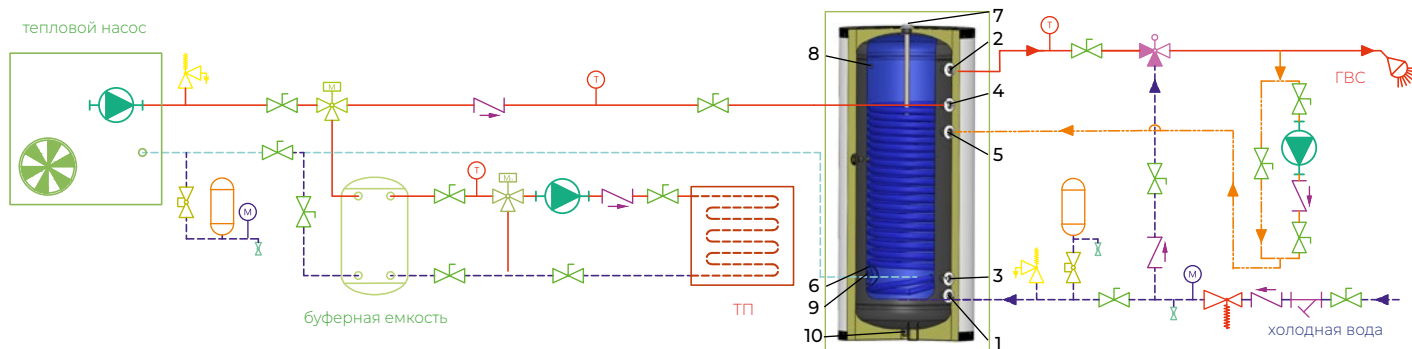 тепловой насос
7
2
8
ГВС
M
T
T
4
5
T
M
M
M
M
3
6
9
ТП
буферная емкость
10
1
холодная вода